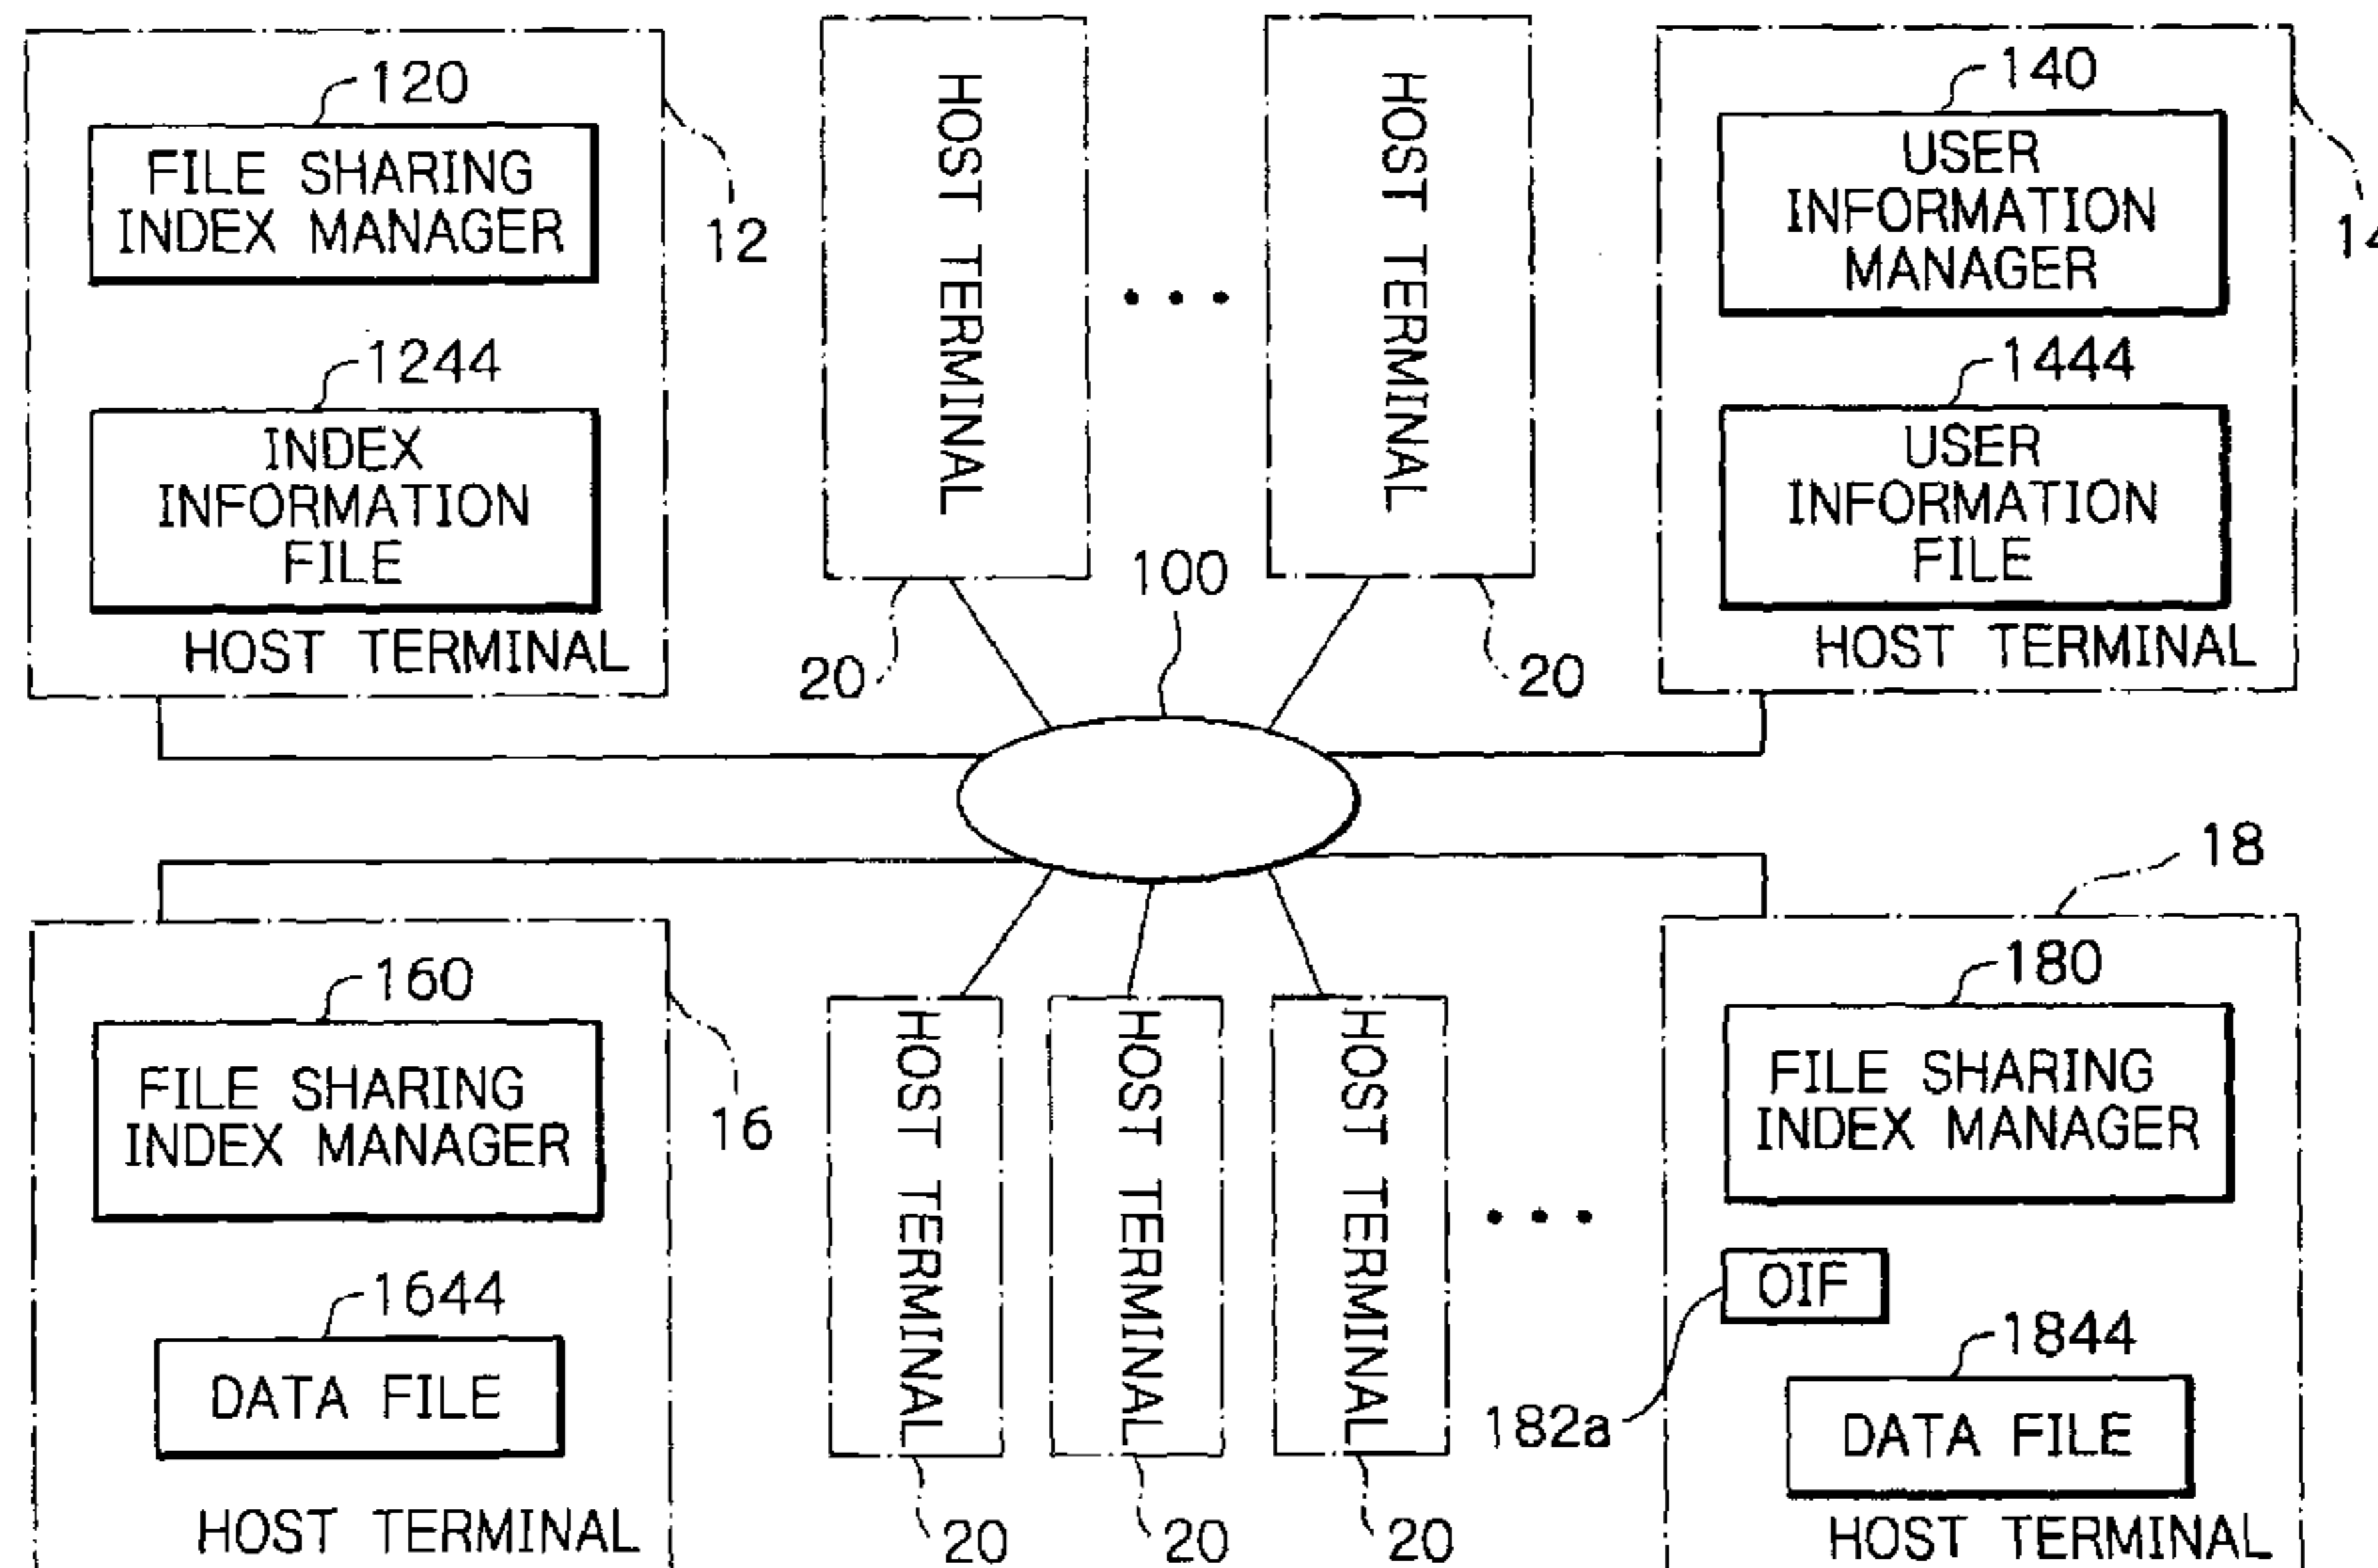 120
FILE SHARING
INDEX MANAGER
12
1244
INDEX
INFORMATION
FILE
HOST TERMINAL
HOST TERMINAL
20
• • •
HOST TERMINAL
20
100
140
USER
INFORMATION
MANAGER
14
1444
USER
INFORMATION
FILE
HOST TERMINAL
160
FILE SHARING
INDEX MANAGER
16
1644
DATA FILE
HOST TERMINAL
HOST TERMINAL
20
HOST TERMINAL
20
HOST TERMINAL
20
• • •
18
180
FILE SHARING
INDEX MANAGER
OIF
182a
1844
DATA FILE
HOST TERMINAL